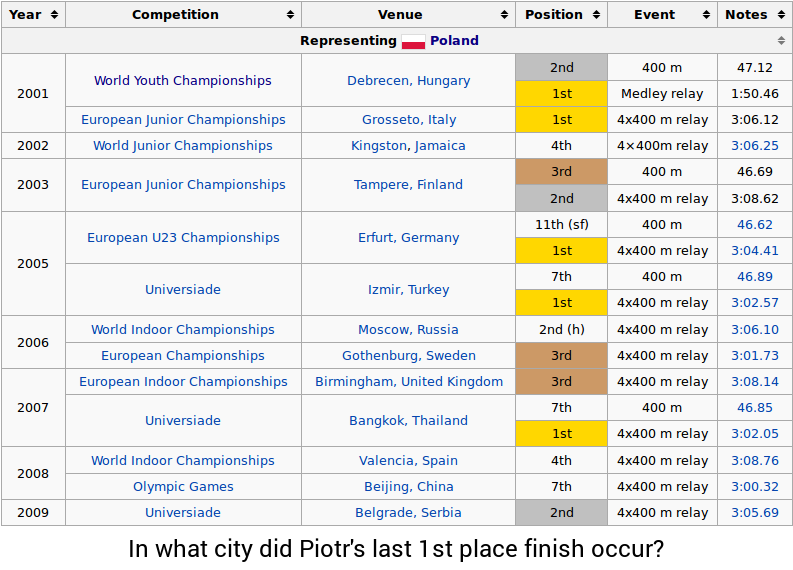 Year Competition Venue Position Event Notes
Representing Poland
2001 World Youth Championships Debrecen, Hungary 2nd 400 m 47.12
1st Medley relay 1:50.46
European Junior Championships Grosseto, Italy 1st 4x400 m relay 3:06.12
2002 World Junior Championships Kingston, Jamaica 4th 4×400m relay 3:06.25
2003 European Junior Championships Tampere, Finland 3rd 400 m 46.69
2nd 4x400 m relay 3:08.62
2005 European U23 Championships Erfurt, Germany 11th (sf) 400 m 46.62
1st 4x400 m relay 3:04.41
Universiade Izmir, Turkey 7th 400 m 46.89
1st 4x400 m relay 3:02.57
2006 World Indoor Championships Moscow, Russia 2nd (h) 4x400 m relay 3:06.10
European Championships Gothenburg, Sweden 3rd 4x400 m relay 3:01.73
2007 European Indoor Championships Birmingham, United Kingdom 3rd 4x400 m relay 3:08.14
Universiade Bangkok, Thailand 7th 400 m 46.85
1st 4x400 m relay 3:02.05
2008 World Indoor Championships Valencia, Spain 4th 4x400 m relay 3:08.76
Olympic Games Beijing, China 7th 4x400 m relay 3:00.32
2009 Universiade Belgrade, Serbia 2nd 4x400 m relay 3:05.69
In what city did Piotr's last 1st place finish occur?